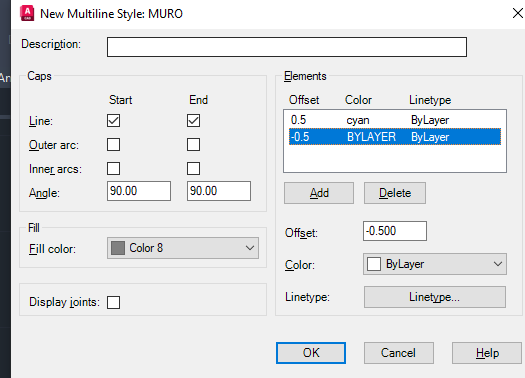 New Multiline Style: MURO
Description:
Caps
Start End
Line:
Outer arc:
Inner arcs:
Angle: 90.00 90.00
Fill
Fill color: Color 8
Display joints:
Elements
Offset Color Linetype
0.5 cyan ByLayer
-0.5 BYLAYER ByLayer
Add Delete
Offset: -0.500
Color: ByLayer
Linetype: Linetype...
OK Cancel Help